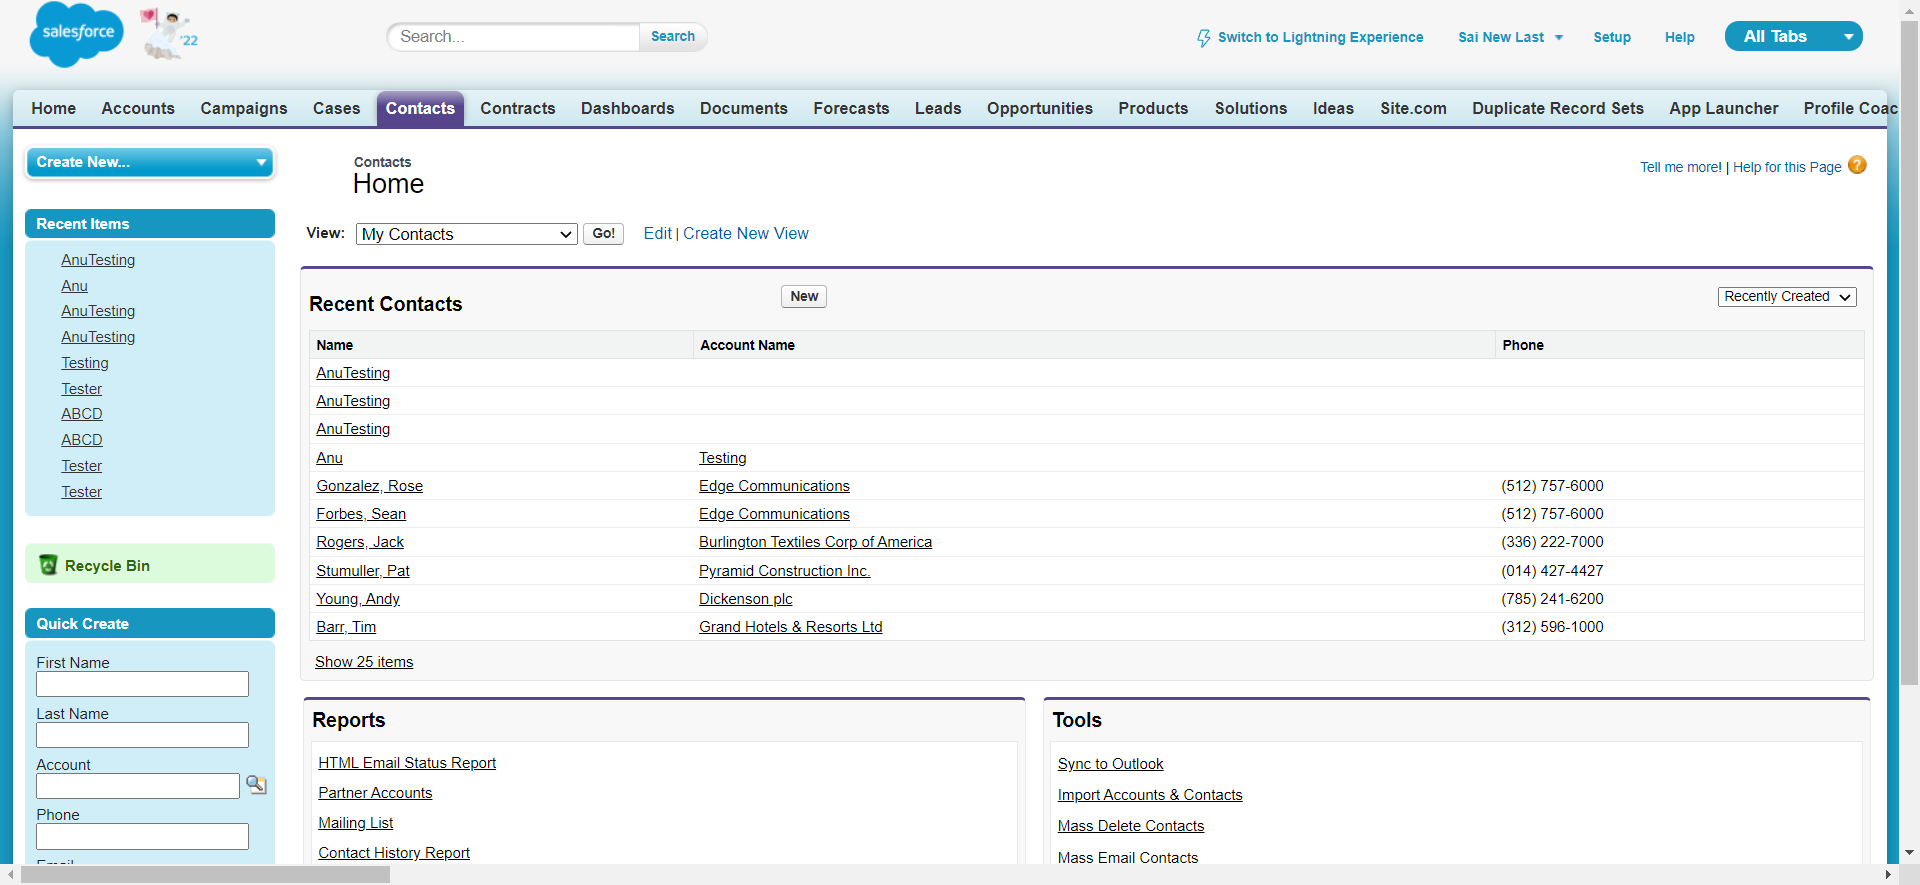 salesforce
'22
Search...
Search
Switch to Lightning Experience
Sai New Last
Setup
Help
All Tabs
Home Accounts Campaigns Cases Contacts Contracts Dashboards Documents Forecasts Leads Opportunities Products Solutions Ideas Site.com Duplicate Record Sets App Launcher Profile Coac
Create New...
Recent Items
AnuTesting
Anu
AnuTesting
AnuTesting
Testing
Tester
ABCD
ABCD
Tester
Tester
Recycle Bin
Quick Create
First Name
Last Name
Account
Phone
Email
Contacts
Home
Tell me more! | Help for this Page ?
View: My Contacts Go! Edit | Create New View
Recent Contacts New Recently Created
Name Account Name Phone
AnuTesting
AnuTesting
AnuTesting
Anu Testing
Gonzalez, Rose Edge Communications (512) 757-6000
Forbes, Sean Edge Communications (512) 757-6000
Rogers, Jack Burlington Textiles Corp of America (336) 222-7000
Stumuller, Pat Pyramid Construction Inc. (014) 427-4427
Young, Andy Dickenson plc (785) 241-6200
Barr, Tim Grand Hotels & Resorts Ltd (312) 596-1000
Show 25 items
Reports
HTML Email Status Report
Partner Accounts
Mailing List
Contact History Report
Tools
Sync to Outlook
Import Accounts & Contacts
Mass Delete Contacts
Mass Email Contacts